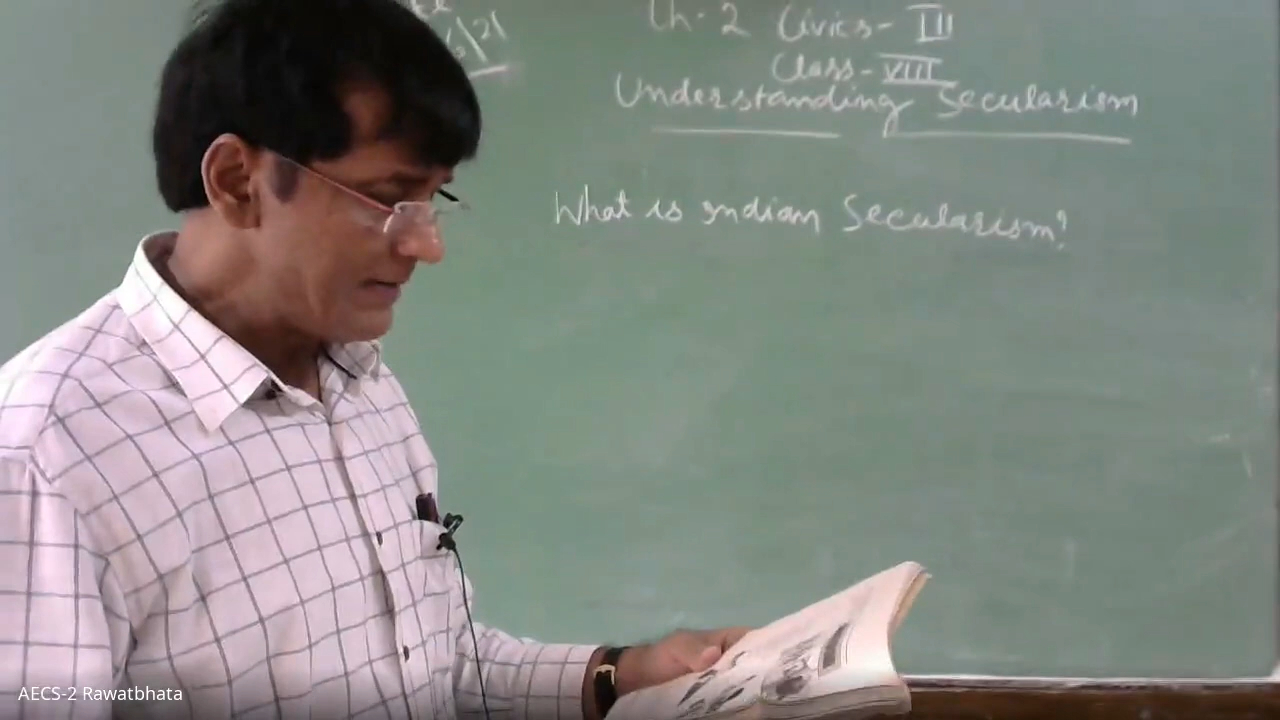 Ch-2 Civics-III
Class-VIII
Understanding Secularism
What is Indian Secularism?
AECS-2 Rawatbhata